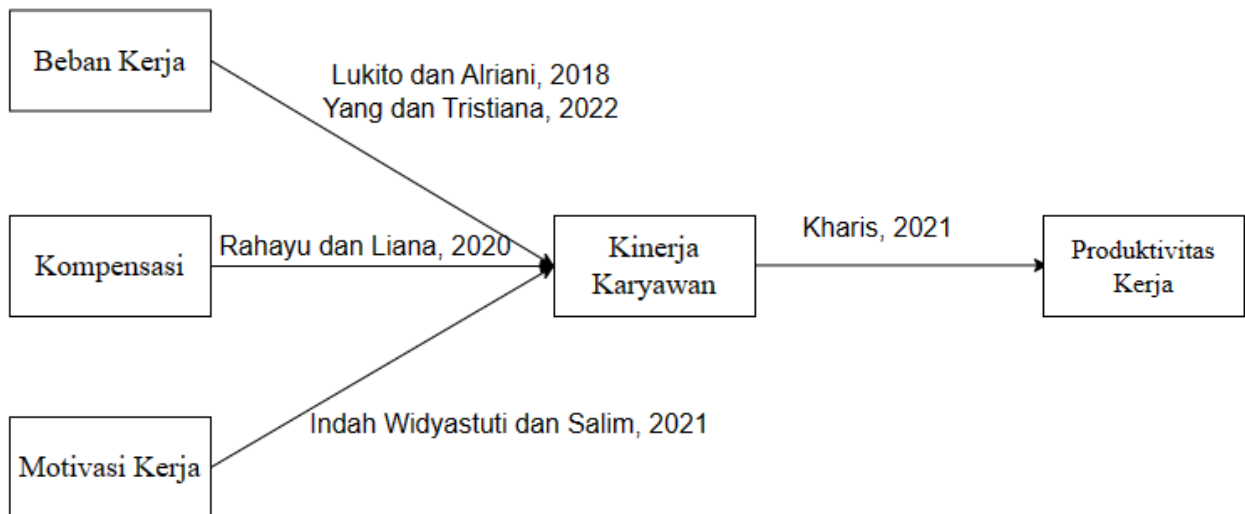 Beban Kerja
Lukito dan Alriani, 2018
Yang dan Tristiana, 2022
Kompensasi
Rahayu dan Liana, 2020
Kinerja
Karyawan
Kharis, 2021
Produktivitas
Kerja
Motivasi Kerja
Indah Widyastuti dan Salim, 2021